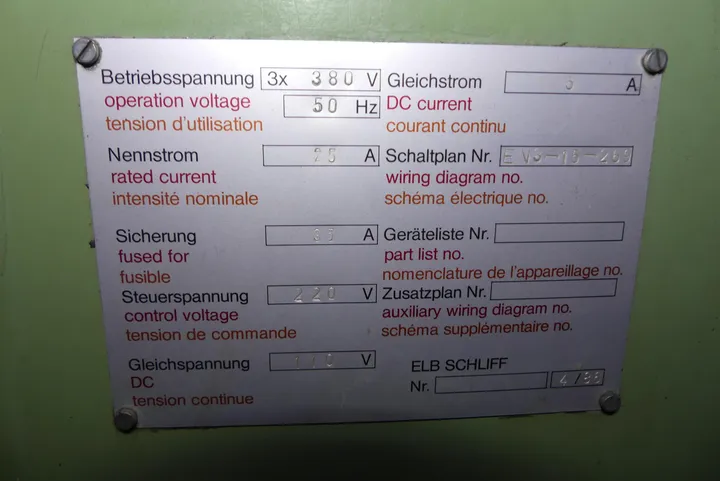 Betriebsspannung 3x 380 V
operation voltage 50 Hz
tension d'utilisation
Nennstrom A
rated current
intensité nominale
Sicherung A
fused for
fusible
Steuerspannung 220 V
control voltage
tension de commande
Gleichspannung V
DC
tension continue
Gleichstrom A
DC current
courant continu
Schaltplan Nr.
wiring diagram no.
schéma électrique no.
Geräteliste Nr.
part list no.
nomenclature de l'appareillage no.
Zusatzplan Nr.
auxiliary wiring diagram no.
schéma supplémentaire no.
ELB SCHLIFF
Nr.